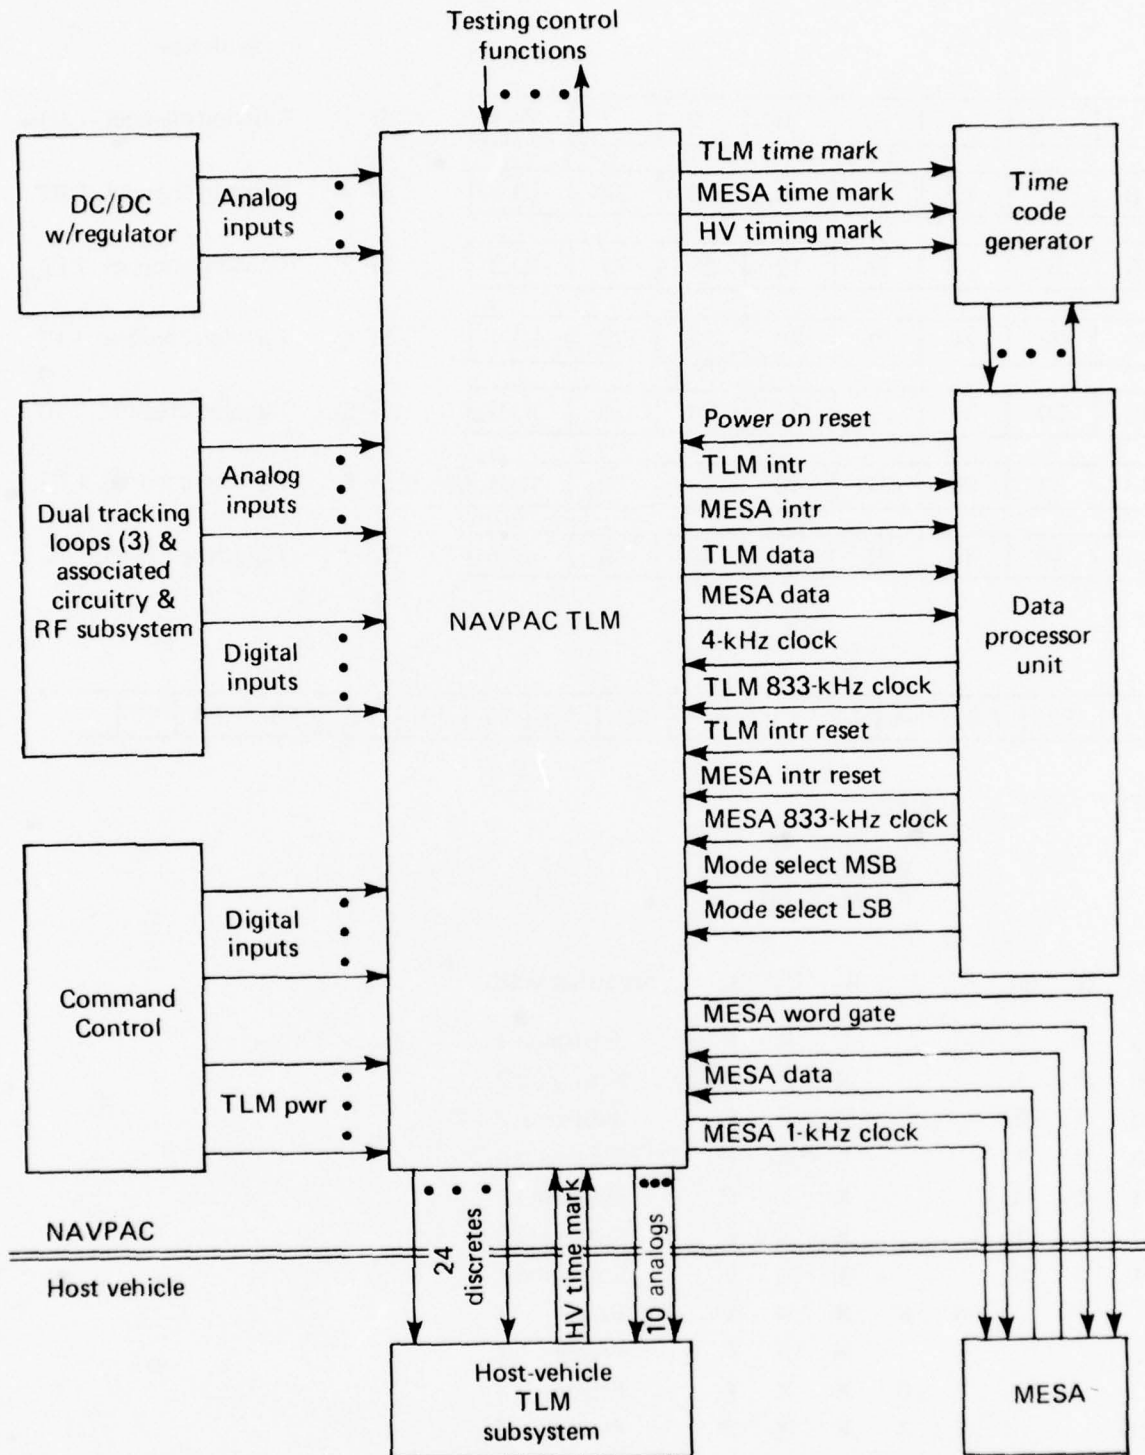 Testing control
functions
DC/DC
w/regulator
Analog
inputs
TLM time mark
MESA time mark
HV timing mark
Time
code
generator
Dual tracking
loops (3) &
associated
circuitry &
RF subsystem
Analog
inputs
Digital
inputs
NAVPAC TLM
Power on reset
TLM intr
MESA intr
TLM data
MESA data
4-kHz clock
TLM 833-kHz clock
TLM intr reset
MESA intr reset
MESA 833-kHz clock
Mode select MSB
Mode select LSB
Data
processor
unit
Command
Control
Digital
inputs
TLM pwr
MESA word gate
MESA data
MESA 1-kHz clock
NAVPAC
Host vehicle
24
discretes
HV time mark
10 analogs
Host-vehicle
TLM
subsystem
MESA